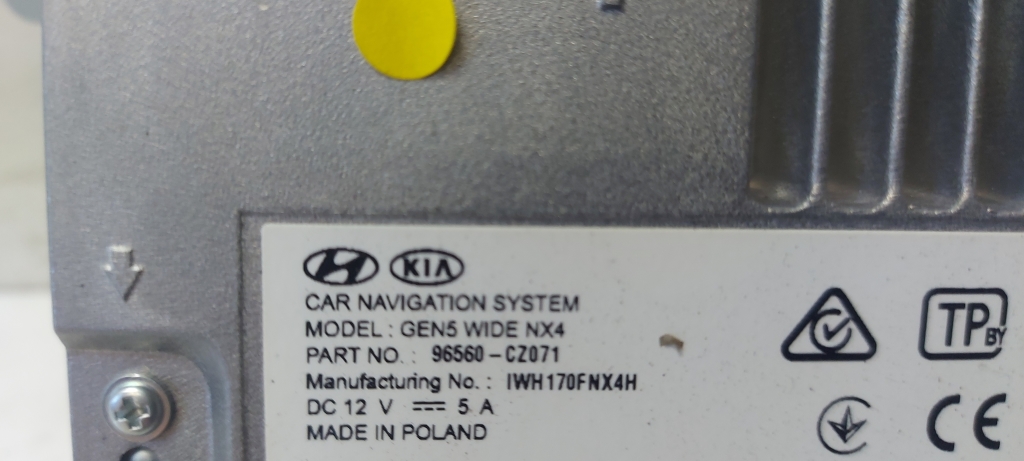 KIA
CAR NAVIGATION SYSTEM
MODEL : GEN5 WIDE NX4
PART NO. : 96560-CZ071
Manufacturing No. : IWH170FNX4H
DC 12 V ⎓ 5 A
MADE IN POLAND
TP BY
CE